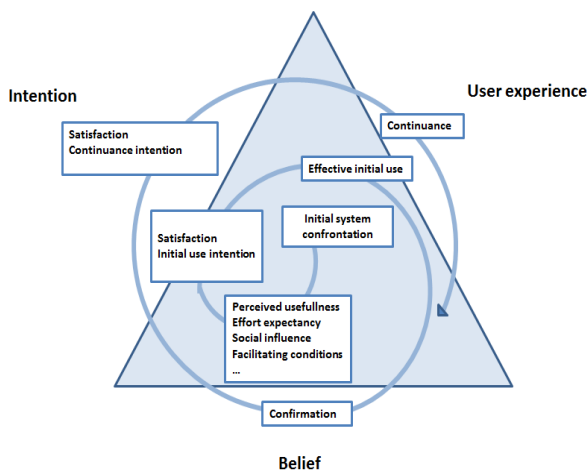 Intention
User experience
Satisfaction
Continuance intention
Continuance
Effective initial use
Initial system
confrontation
Satisfaction
Initial use intention
Perceived usefullness
Effort expectancy
Social influence
Facilitating conditions
...
Confirmation
Belief